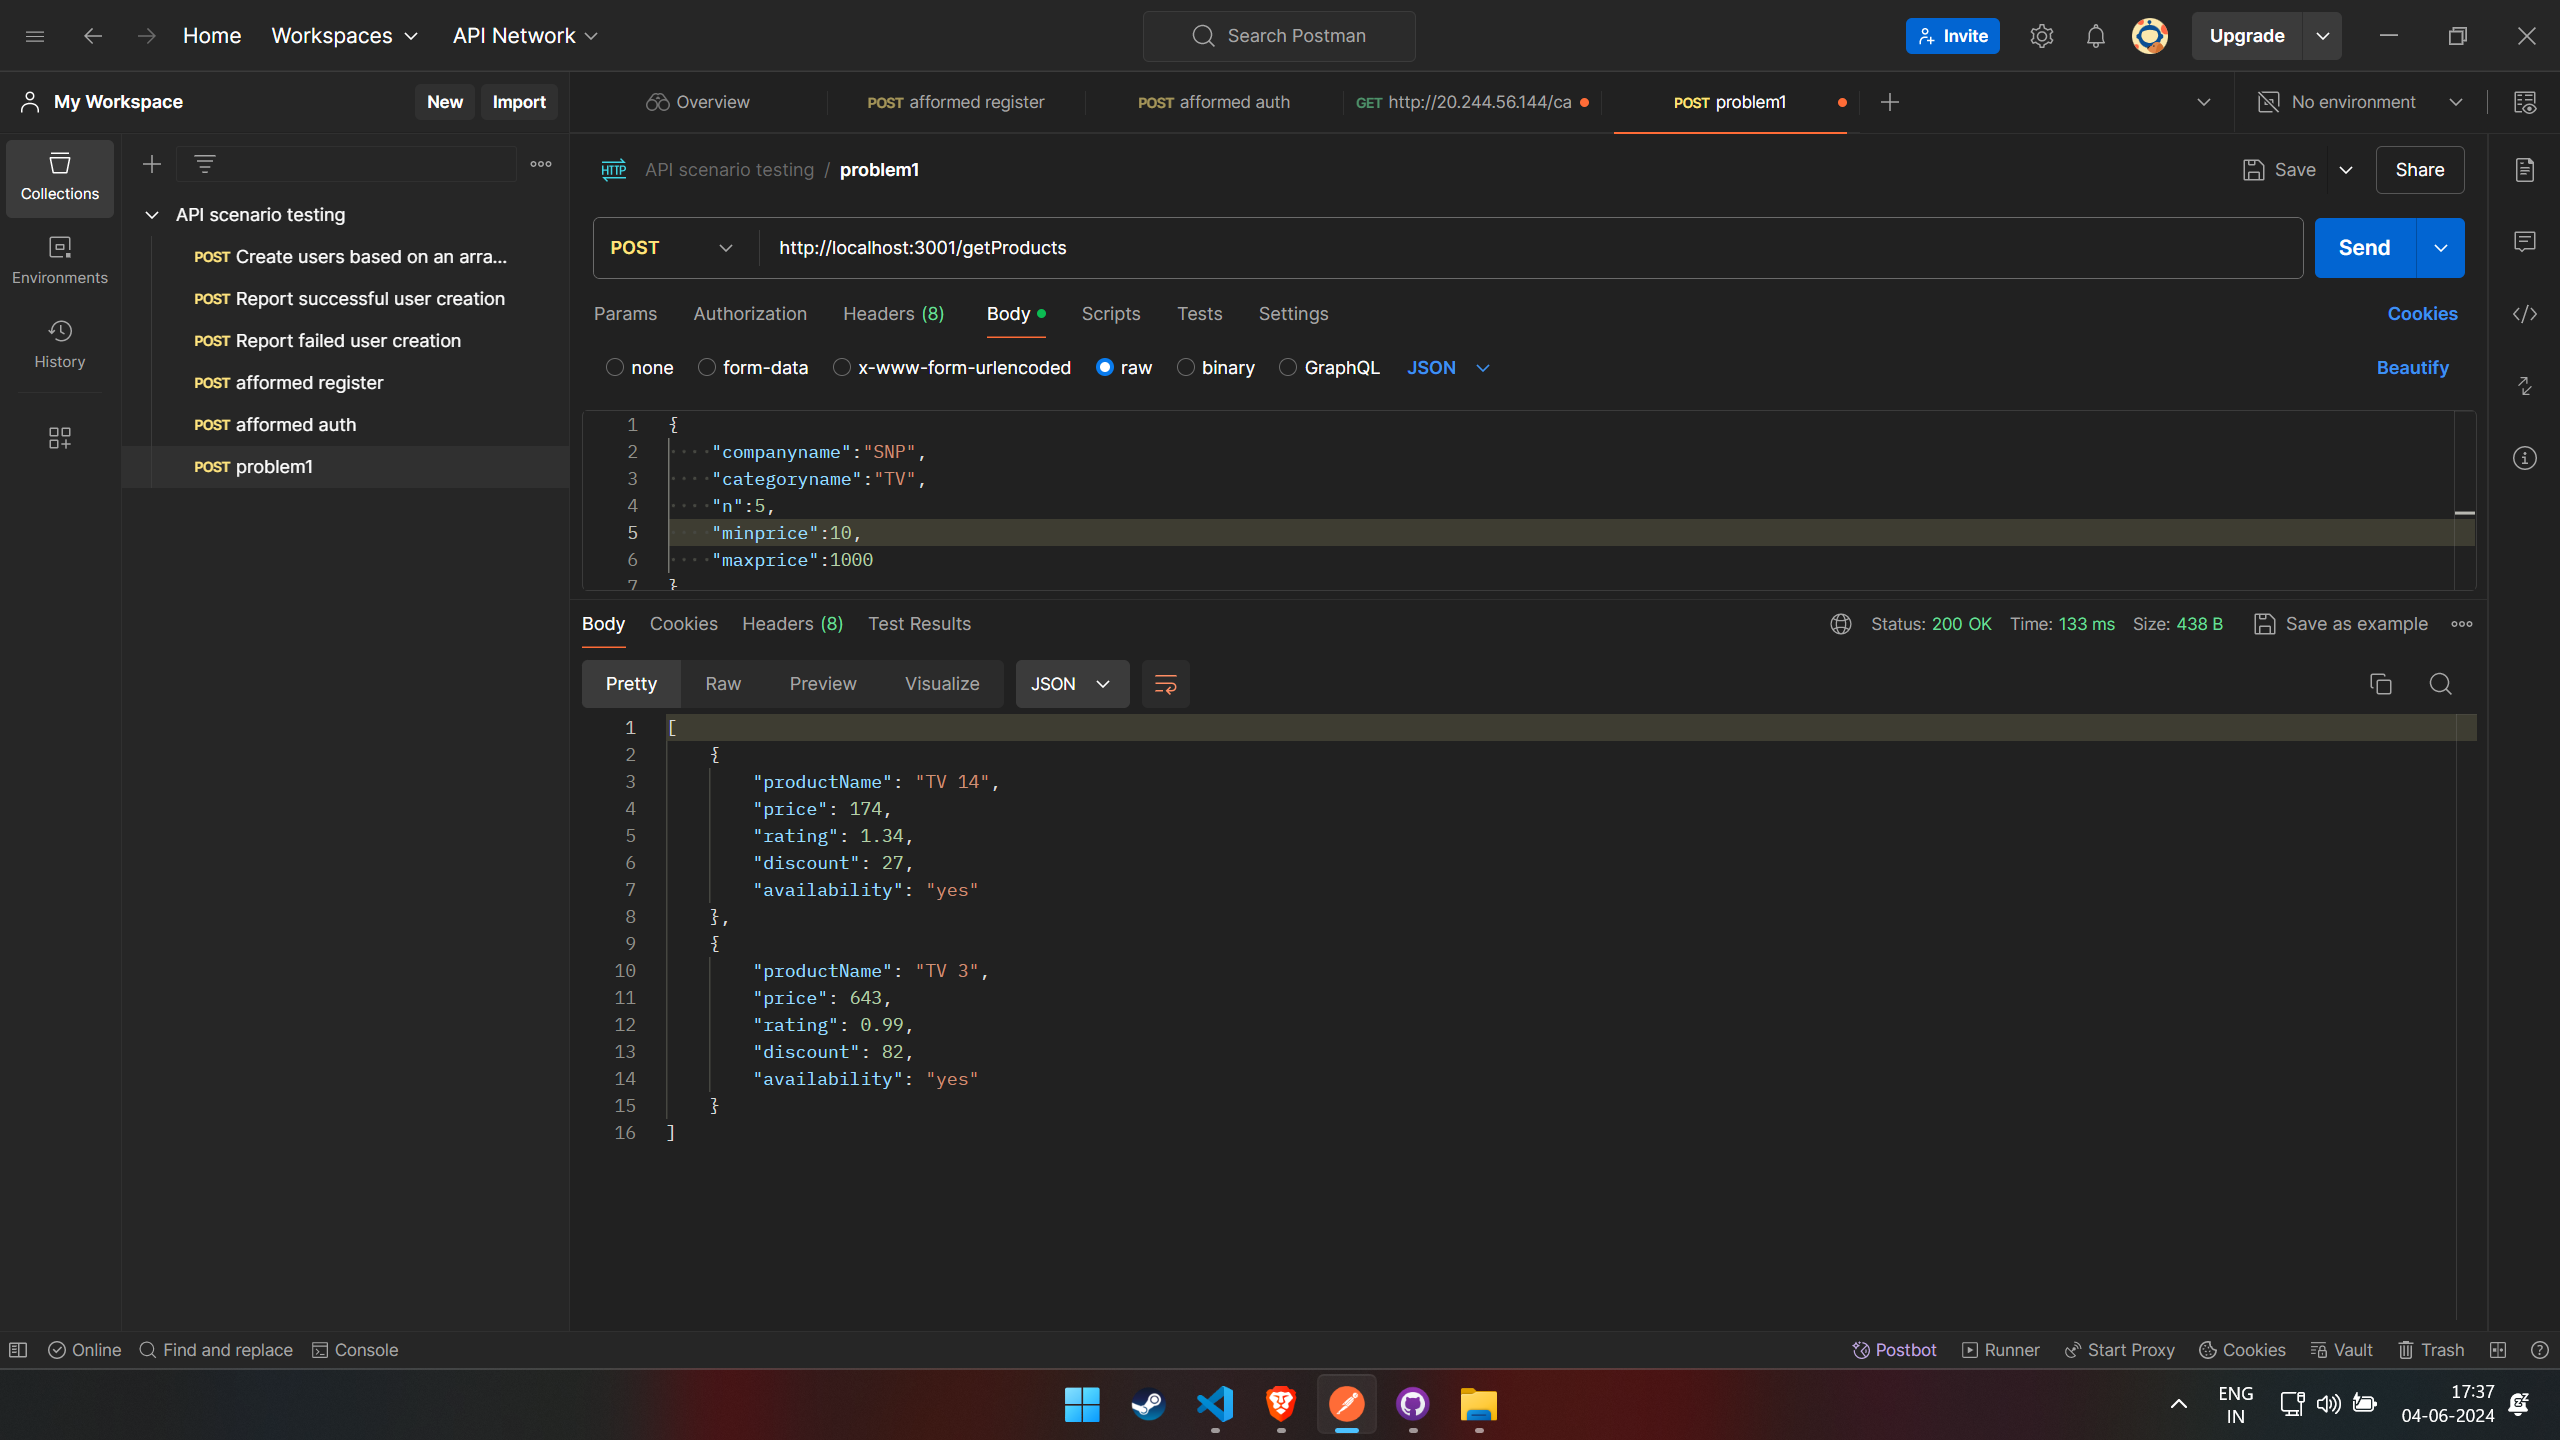 Home Workspaces API Network Search Postman Invite Upgrade
My Workspace New Import Overview POST afformed register POST afformed auth GET http://20.244.56.144/ca POST problem1 No environment
Collections
Environments
History
API scenario testing
POST Create users based on an arra...
POST Report successful user creation
POST Report failed user creation
POST afformed register
POST afformed auth
POST problem1
HTTP API scenario testing / problem1 Save Share
POST http://localhost:3001/getProducts Send
Params Authorization Headers (8) Body Scripts Tests Settings Cookies
none form-data x-www-form-urlencoded raw binary GraphQL JSON Beautify
1 {
2 "companyname":"SNP",
3 "categoryname":"TV",
4 "n":5,
5 "minprice":10,
6 "maxprice":1000
7 }
Body Cookies Headers (8) Test Results Status: 200 OK Time: 133 ms Size: 438 B Save as example
Pretty Raw Preview Visualize JSON
1 [
2 {
3 "productName": "TV 14",
4 "price": 174,
5 "rating": 1.34,
6 "discount": 27,
7 "availability": "yes"
8 },
9 {
10 "productName": "TV 3",
11 "price": 643,
12 "rating": 0.99,
13 "discount": 82,
14 "availability": "yes"
15 }
16 ]
Online Find and replace Console Postbot Runner Start Proxy Cookies Vault Trash
ENG
IN
17:37
04-06-2024